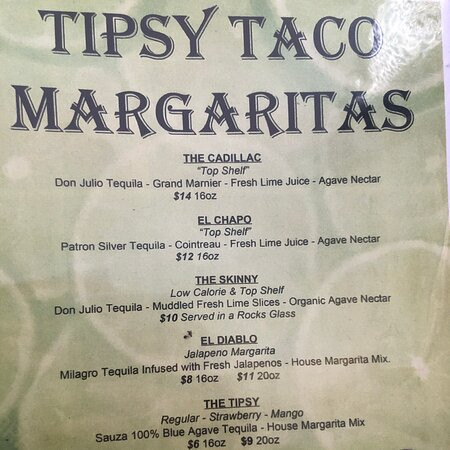 TIPSY TACO
MARGARITAS
THE CADILLAC
"Top Shelf"
Don Julio Tequila - Grand Marnier - Fresh Lime Juice - Agave Nectar
$14 16oz
EL CHAPO
"Top Shelf"
Patron Silver Tequila - Cointreau - Fresh Lime Juice - Agave Nectar
$12 16oz
THE SKINNY
Low Calorie & Top Shelf
Don Julio Tequila - Muddled Fresh Lime Slices - Organic Agave Nectar
$10 Served in a Rocks Glass
EL DIABLO
Jalapeno Margarita
Milagro Tequila Infused with Fresh Jalapenos - House Margarita Mix.
$8 16oz $11 20oz
THE TIPSY
Regular - Strawberry - Mango
Sauza 100% Blue Agave Tequila - House Margarita Mix
$6 16oz $9 20oz